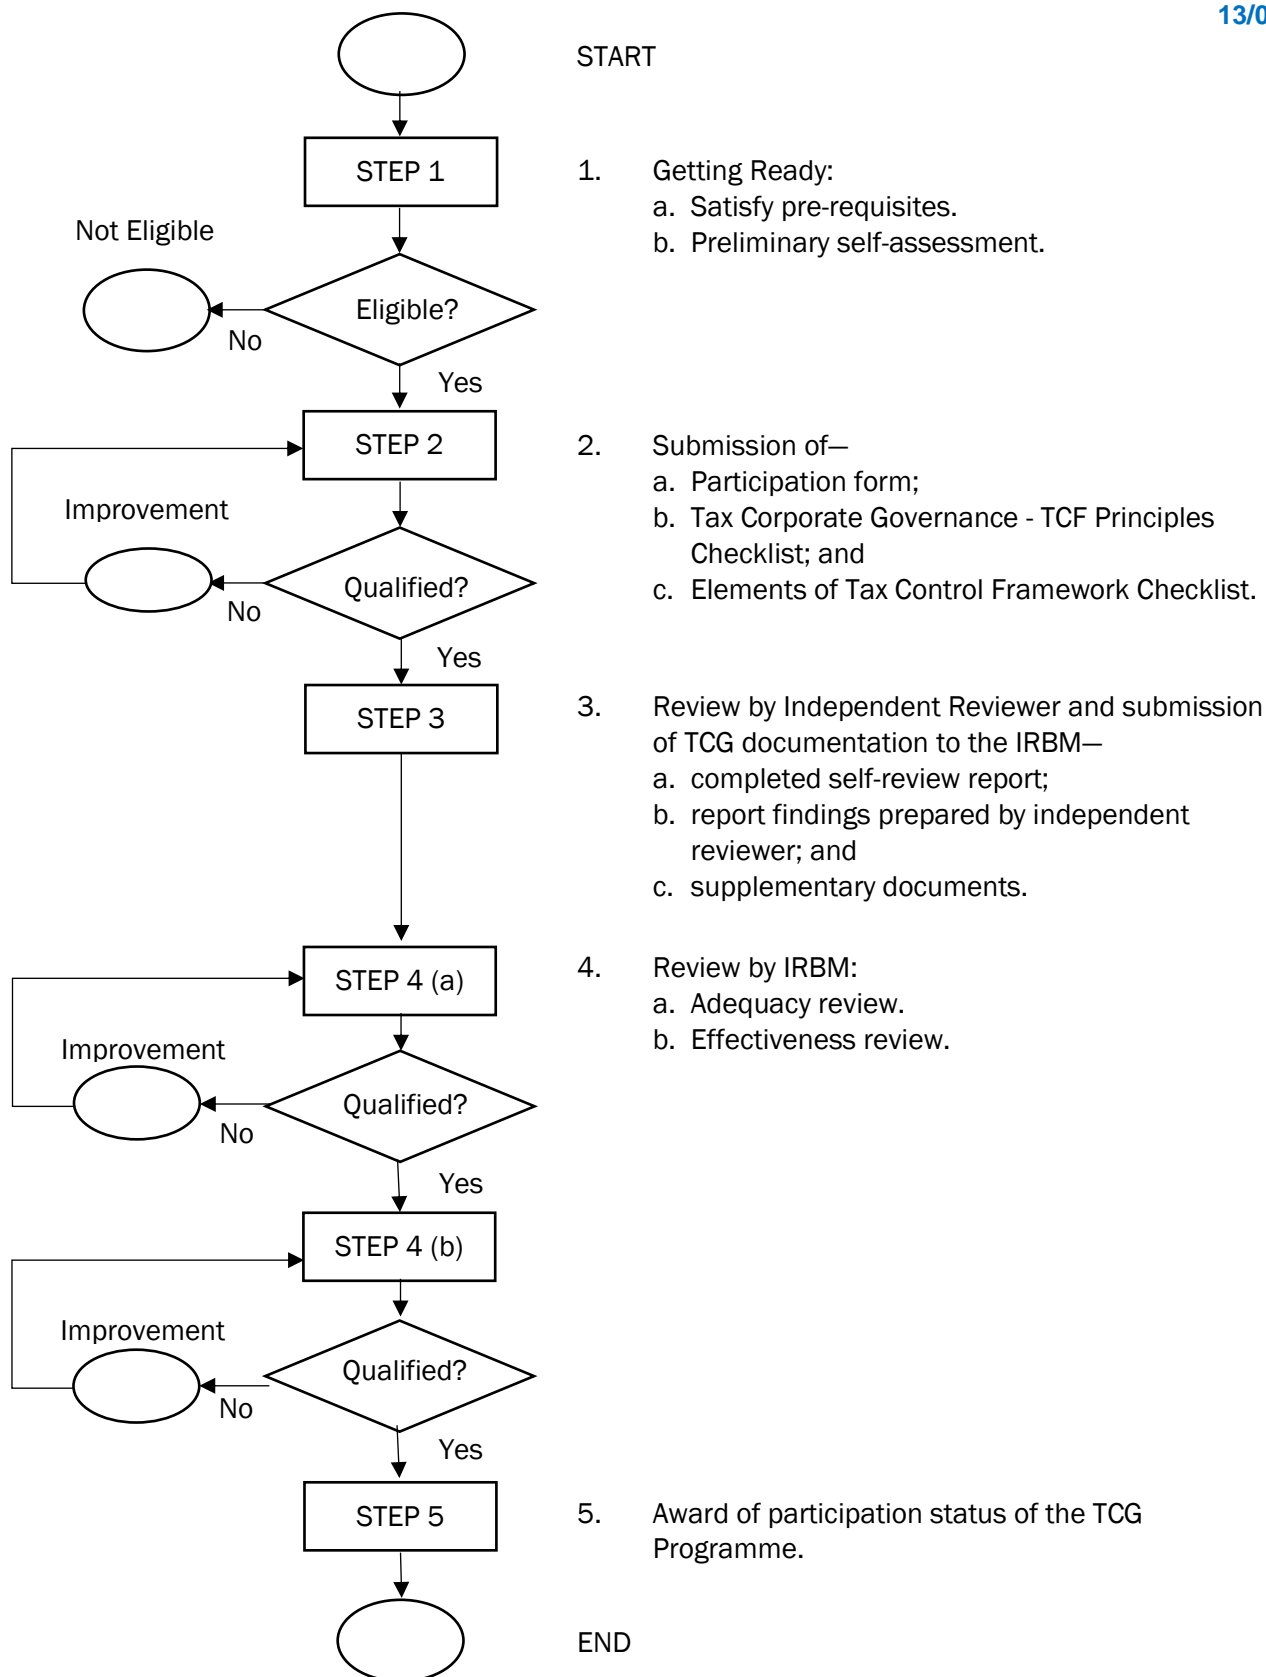 13/0
START
STEP 1
1. Getting Ready:
a. Satisfy pre-requisites.
b. Preliminary self-assessment.
Not Eligible
Eligible?
No
Yes
STEP 2
2. Submission of—
a. Participation form;
b. Tax Corporate Governance - TCF Principles
Checklist; and
c. Elements of Tax Control Framework Checklist.
Improvement
Qualified?
No
Yes
STEP 3
3. Review by Independent Reviewer and submission
of TCG documentation to the IRBM—
a. completed self-review report;
b. report findings prepared by independent
reviewer; and
c. supplementary documents.
STEP 4 (a)
4. Review by IRBM:
a. Adequacy review.
b. Effectiveness review.
Improvement
Qualified?
No
Yes
STEP 4 (b)
Improvement
Qualified?
No
Yes
STEP 5
5. Award of participation status of the TCG
Programme.
END